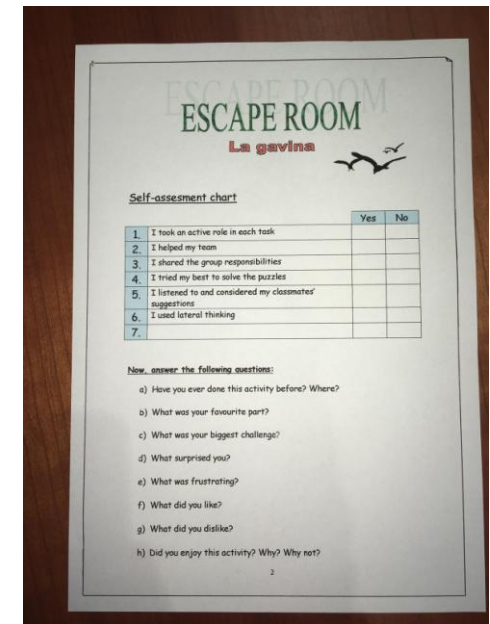 ESCAPE ROOM
La gavina
Self-assesment chart
Yes No
1. I took an active role in each task
2. I helped my team
3. I shared the group responsibilities
4. I tried my best to solve the puzzles
5. I listened to and considered my classmates'
suggestions
6. I used lateral thinking
7.
Now, answer the following questions:
a) Have you ever done this activity before? Where?
b) What was your favourite part?
c) What was your biggest challenge?
d) What surprised you?
e) What was frustrating?
f) What did you like?
g) What did you dislike?
h) Did you enjoy this activity? Why? Why not?
2